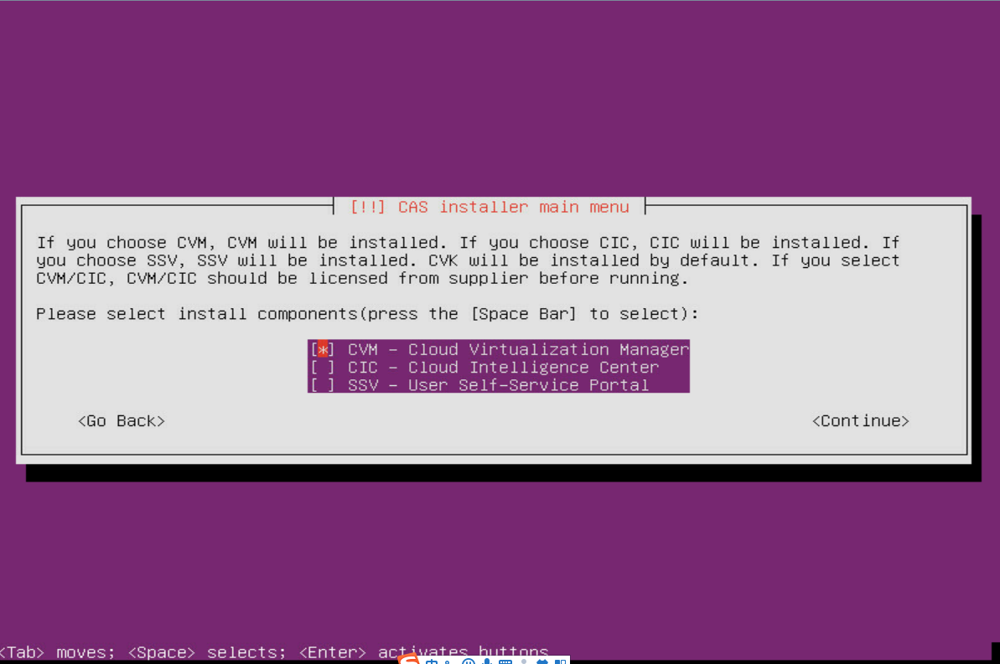 [!!] CAS installer main menu
If you choose CVM, CVM will be installed. If you choose CIC, CIC will be installed. If
you choose SSV, SSV will be installed. CVK will be installed by default. If you select
CVM/CIC, CVM/CIC should be licensed from supplier before running.
Please select install components(press the [Space Bar] to select):
[*] CVM - Cloud Virtualization Manager
[ ] CIC - Cloud Intelligence Center
[ ] SSV - User Self-Service Portal
<Go Back> <Continue>
<Tab> moves; <Space> selects; <Enter> activates buttons